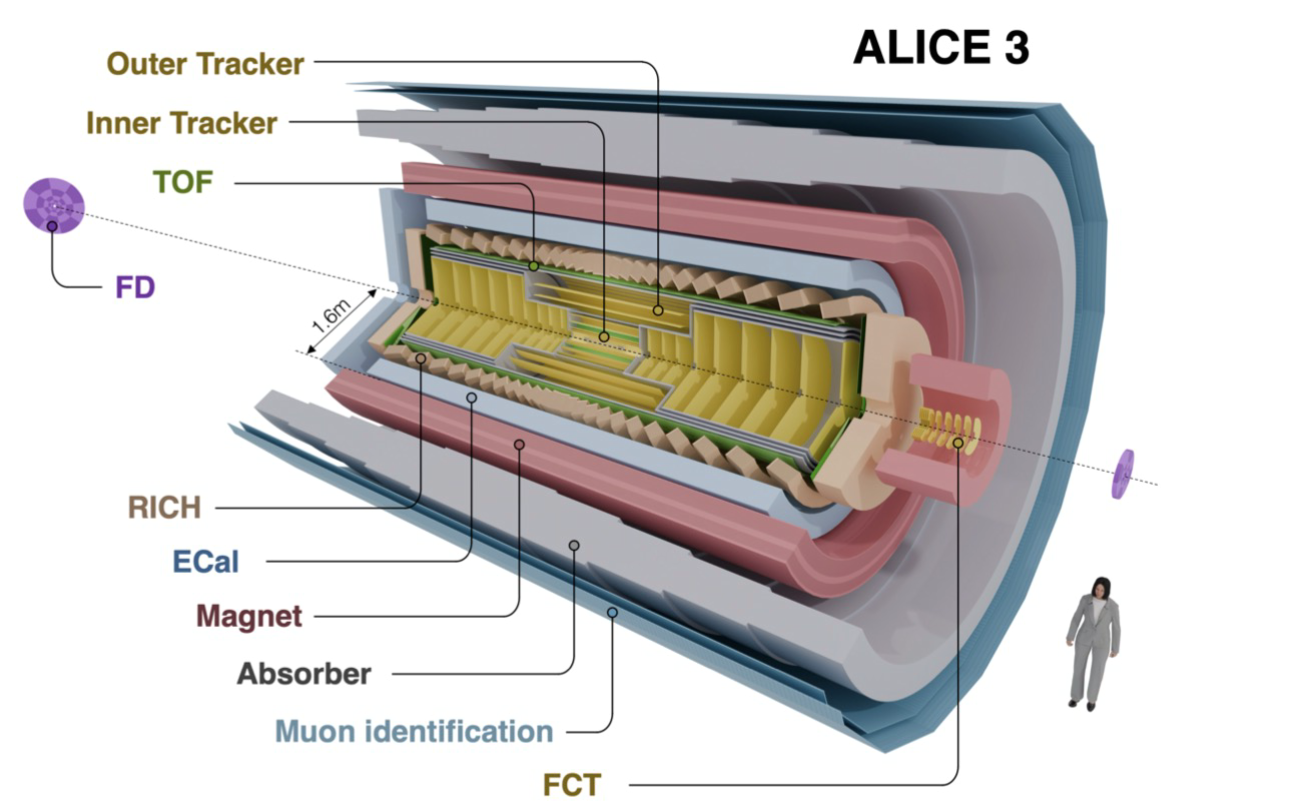 ALICE 3
Outer Tracker
Inner Tracker
TOF
FD
1.6m
RICH
ECal
Magnet
Absorber
Muon identification
FCT